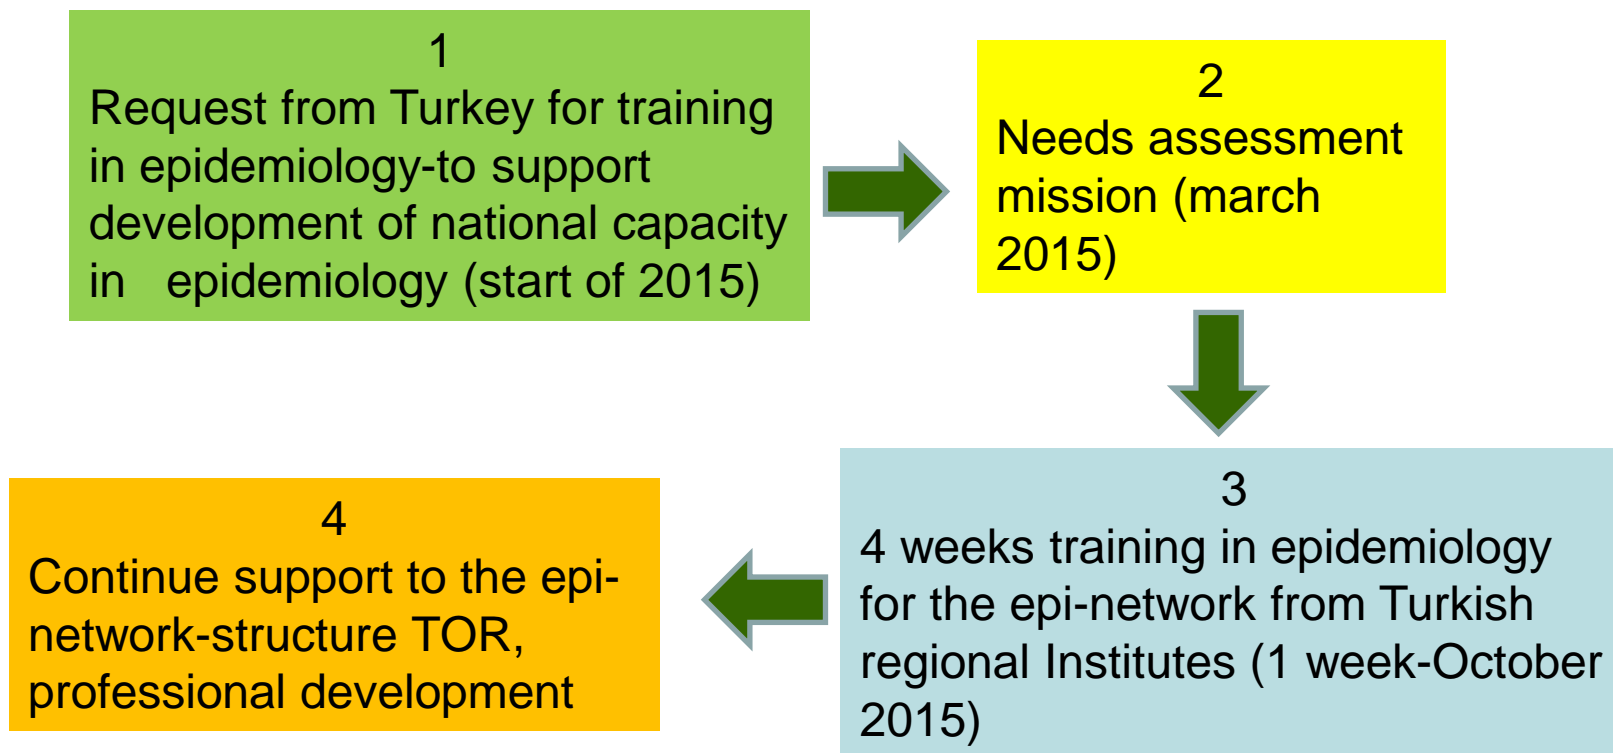 1
Request from Turkey for training
in epidemiology-to support
development of national capacity
in epidemiology (start of 2015)
2
Needs assessment
mission (march
2015)
3
4 weeks training in epidemiology
for the epi-network from Turkish
regional Institutes (1 week-October
2015)
4
Continue support to the epi-
network-structure TOR,
professional development